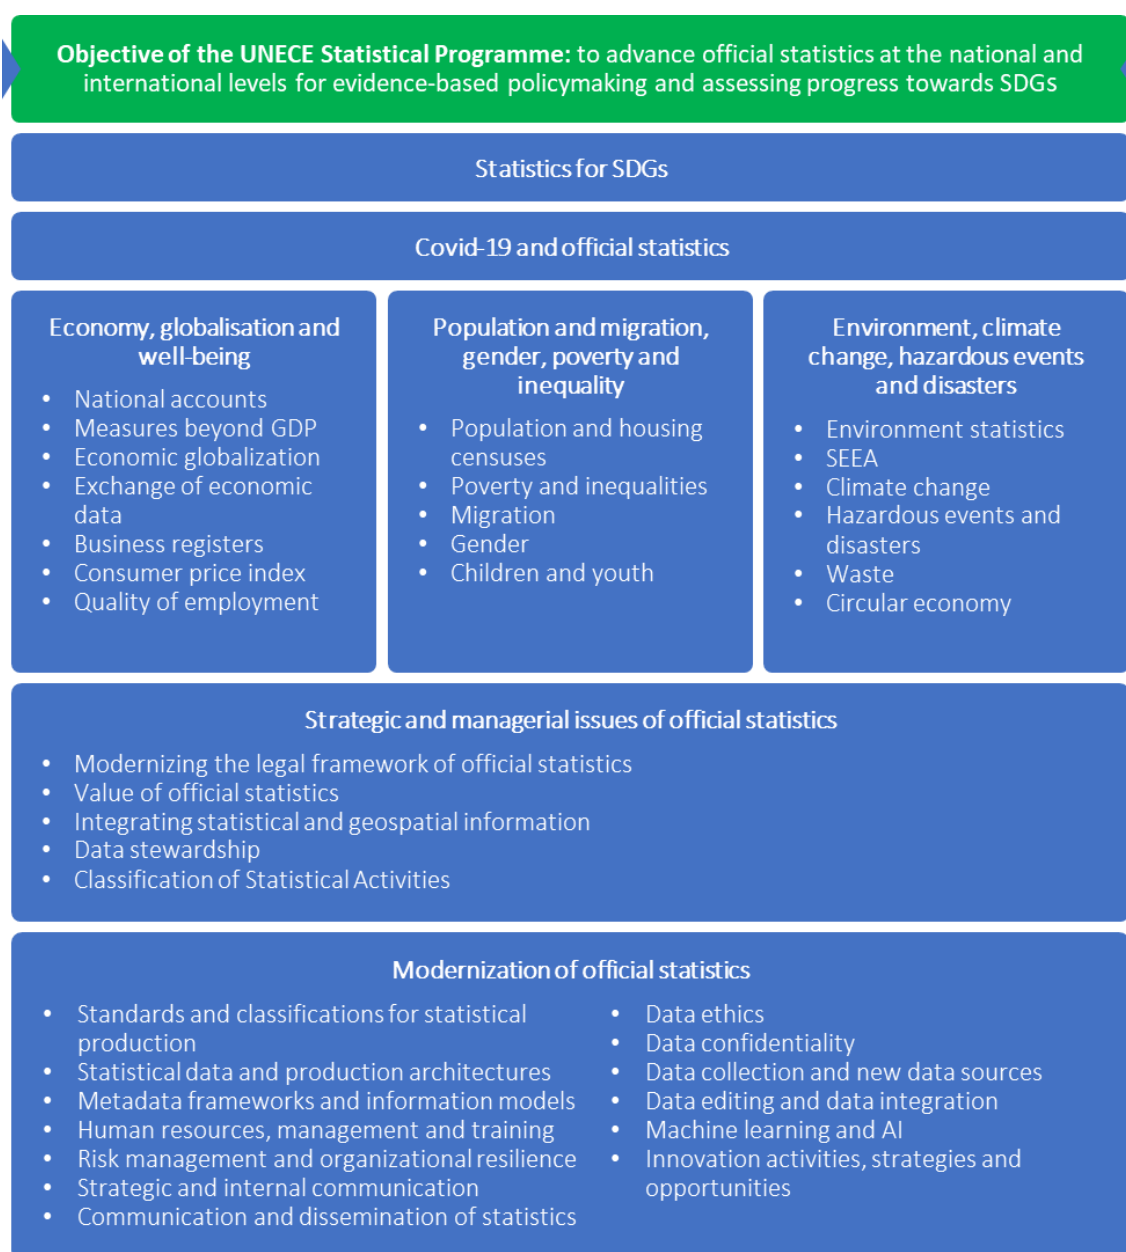 Objective of the UNECE Statistical Programme: to advance official statistics at the national and
international levels for evidence-based policymaking and assessing progress towards SDGs
Statistics for SDGs
Covid-19 and official statistics
Economy, globalisation and
well-being
• National accounts
• Measures beyond GDP
• Economic globalization
• Exchange of economic
data
• Business registers
• Consumer price index
• Quality of employment
Population and migration,
gender, poverty and
inequality
• Population and housing
censuses
• Poverty and inequalities
• Migration
• Gender
• Children and youth
Environment, climate
change, hazardous events
and disasters
• Environment statistics
• SEEA
• Climate change
• Hazardous events and
disasters
• Waste
• Circular economy
Strategic and managerial issues of official statistics
• Modernizing the legal framework of official statistics
• Value of official statistics
• Integrating statistical and geospatial information
• Data stewardship
• Classification of Statistical Activities
Modernization of official statistics
• Standards and classifications for statistical
production
• Statistical data and production architectures
• Metadata frameworks and information models
• Human resources, management and training
• Risk management and organizational resilience
• Strategic and internal communication
• Communication and dissemination of statistics
• Data ethics
• Data confidentiality
• Data collection and new data sources
• Data editing and data integration
• Machine learning and AI
• Innovation activities, strategies and
opportunities